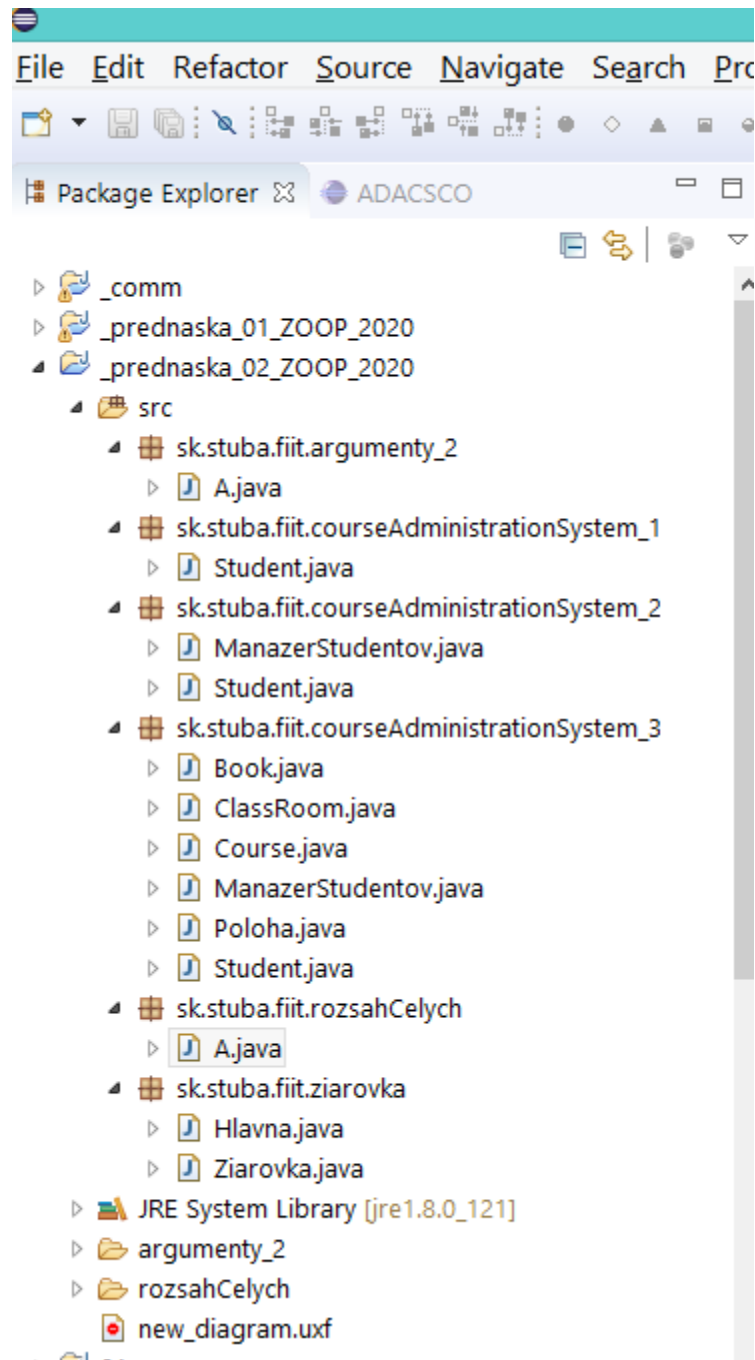 File Edit Refactor Source Navigate Search Pro
Package Explorer ADACSCO
_comm
_prednaska_01_ZOOP_2020
_prednaska_02_ZOOP_2020
src
sk.stuba.fiit.argumenty_2
A.java
sk.stuba.fiit.courseAdministrationSystem_1
Student.java
sk.stuba.fiit.courseAdministrationSystem_2
ManazerStudentov.java
Student.java
sk.stuba.fiit.courseAdministrationSystem_3
Book.java
ClassRoom.java
Course.java
ManazerStudentov.java
Poloha.java
Student.java
sk.stuba.fiit.rozsahCelych
A.java
sk.stuba.fiit.ziarovka
Hlavna.java
Ziarovka.java
JRE System Library [jre1.8.0_121]
argumenty_2
rozsahCelych
new_diagram.uxf